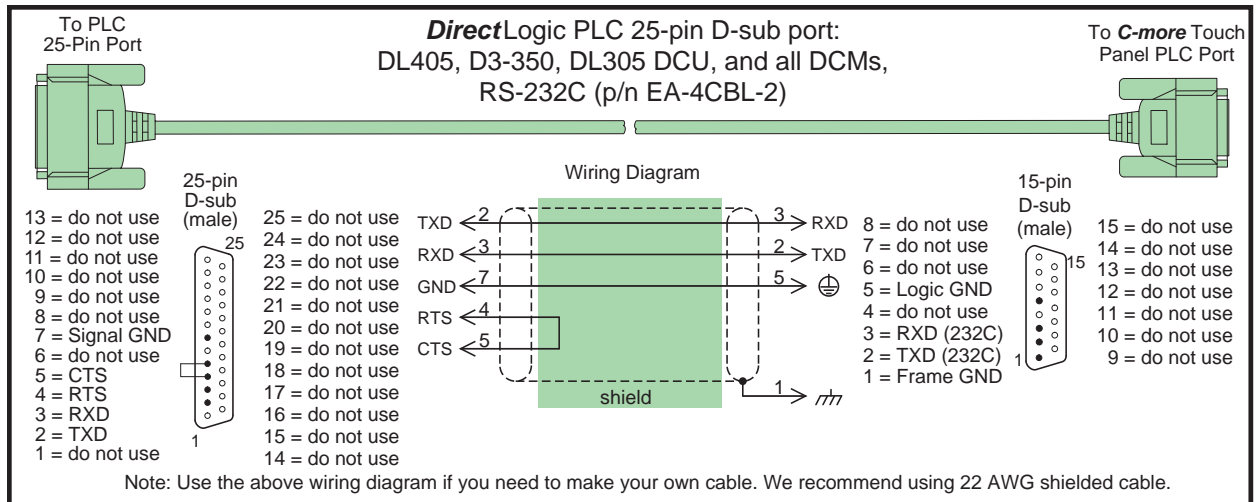 To PLC
25-Pin Port
DirectLogic PLC 25-pin D-sub port:
DL405, D3-350, DL305 DCU, and all DCMs,
RS-232C (p/n EA-4CBL-2)
To C-more Touch
Panel PLC Port
25-pin
D-sub
(male)
13 = do not use
12 = do not use
11 = do not use
10 = do not use
9 = do not use
8 = do not use
7 = Signal GND
6 = do not use
5 = CTS
4 = RTS
3 = RXD
2 = TXD
1 = do not use
25
1
25 = do not use
24 = do not use
23 = do not use
22 = do not use
21 = do not use
20 = do not use
19 = do not use
18 = do not use
17 = do not use
16 = do not use
15 = do not use
14 = do not use
Wiring Diagram
TXD 2 3 RXD
RXD 3 2 TXD
GND 7 5
RTS 4
CTS 5
1
shield
8 = do not use
7 = do not use
6 = do not use
5 = Logic GND
4 = do not use
3 = RXD (232C)
2 = TXD (232C)
1 = Frame GND
15-pin
D-sub
(male)
15
1
15 = do not use
14 = do not use
13 = do not use
12 = do not use
11 = do not use
10 = do not use
9 = do not use
Note: Use the above wiring diagram if you need to make your own cable. We recommend using 22 AWG shielded cable.